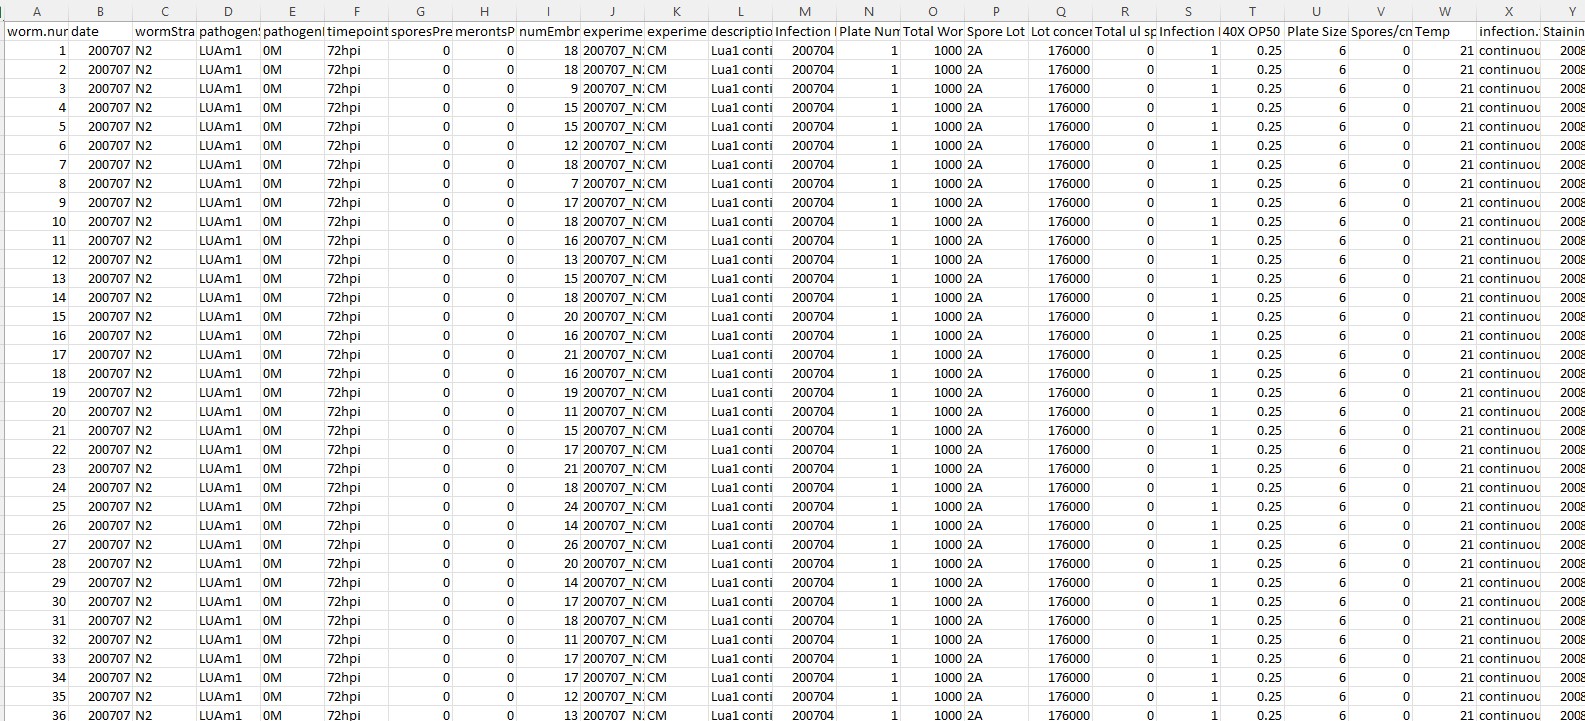 A B C D E F G H I J K L M N O P Q R S T U V W X Y
worm.nur date wormStra pathogenS pathogenI timepoint sporesPre merontsP numEmbr experime experime descriptio Infection Plate Num Total Wor Spore Lot Lot concer Total ul sp Infection 40X OP50 Plate Size Spores/cm Temp infection. Stainin
1 200707 N2 LUAm1 0M 72hpi 0 0 18 200707_N CM Lua1 conti 200704 1 1000 2A 176000 0 1 0.25 6 0 21 continuou 2008
2 200707 N2 LUAm1 0M 72hpi 0 0 18 200707_N CM Lua1 conti 200704 1 1000 2A 176000 0 1 0.25 6 0 21 continuou 2008
3 200707 N2 LUAm1 0M 72hpi 0 0 9 200707_N CM Lua1 conti 200704 1 1000 2A 176000 0 1 0.25 6 0 21 continuou 2008
4 200707 N2 LUAm1 0M 72hpi 0 0 15 200707_N CM Lua1 conti 200704 1 1000 2A 176000 0 1 0.25 6 0 21 continuou 2008
5 200707 N2 LUAm1 0M 72hpi 0 0 15 200707_N CM Lua1 conti 200704 1 1000 2A 176000 0 1 0.25 6 0 21 continuou 2008
6 200707 N2 LUAm1 0M 72hpi 0 0 12 200707_N CM Lua1 conti 200704 1 1000 2A 176000 0 1 0.25 6 0 21 continuou 2008
7 200707 N2 LUAm1 0M 72hpi 0 0 18 200707_N CM Lua1 conti 200704 1 1000 2A 176000 0 1 0.25 6 0 21 continuou 2008
8 200707 N2 LUAm1 0M 72hpi 0 0 7 200707_N CM Lua1 conti 200704 1 1000 2A 176000 0 1 0.25 6 0 21 continuou 2008
9 200707 N2 LUAm1 0M 72hpi 0 0 17 200707_N CM Lua1 conti 200704 1 1000 2A 176000 0 1 0.25 6 0 21 continuou 2008
10 200707 N2 LUAm1 0M 72hpi 0 0 18 200707_N CM Lua1 conti 200704 1 1000 2A 176000 0 1 0.25 6 0 21 continuou 2008
11 200707 N2 LUAm1 0M 72hpi 0 0 16 200707_N CM Lua1 conti 200704 1 1000 2A 176000 0 1 0.25 6 0 21 continuou 2008
12 200707 N2 LUAm1 0M 72hpi 0 0 13 200707_N CM Lua1 conti 200704 1 1000 2A 176000 0 1 0.25 6 0 21 continuou 2008
13 200707 N2 LUAm1 0M 72hpi 0 0 15 200707_N CM Lua1 conti 200704 1 1000 2A 176000 0 1 0.25 6 0 21 continuou 2008
14 200707 N2 LUAm1 0M 72hpi 0 0 18 200707_N CM Lua1 conti 200704 1 1000 2A 176000 0 1 0.25 6 0 21 continuou 2008
15 200707 N2 LUAm1 0M 72hpi 0 0 20 200707_N CM Lua1 conti 200704 1 1000 2A 176000 0 1 0.25 6 0 21 continuou 2008
16 200707 N2 LUAm1 0M 72hpi 0 0 16 200707_N CM Lua1 conti 200704 1 1000 2A 176000 0 1 0.25 6 0 21 continuou 2008
17 200707 N2 LUAm1 0M 72hpi 0 0 21 200707_N CM Lua1 conti 200704 1 1000 2A 176000 0 1 0.25 6 0 21 continuou 2008
18 200707 N2 LUAm1 0M 72hpi 0 0 16 200707_N CM Lua1 conti 200704 1 1000 2A 176000 0 1 0.25 6 0 21 continuou 2008
19 200707 N2 LUAm1 0M 72hpi 0 0 19 200707_N CM Lua1 conti 200704 1 1000 2A 176000 0 1 0.25 6 0 21 continuou 2008
20 200707 N2 LUAm1 0M 72hpi 0 0 11 200707_N CM Lua1 conti 200704 1 1000 2A 176000 0 1 0.25 6 0 21 continuou 2008
21 200707 N2 LUAm1 0M 72hpi 0 0 15 200707_N CM Lua1 conti 200704 1 1000 2A 176000 0 1 0.25 6 0 21 continuou 2008
22 200707 N2 LUAm1 0M 72hpi 0 0 17 200707_N CM Lua1 conti 200704 1 1000 2A 176000 0 1 0.25 6 0 21 continuou 2008
23 200707 N2 LUAm1 0M 72hpi 0 0 21 200707_N CM Lua1 conti 200704 1 1000 2A 176000 0 1 0.25 6 0 21 continuou 2008
24 200707 N2 LUAm1 0M 72hpi 0 0 18 200707_N CM Lua1 conti 200704 1 1000 2A 176000 0 1 0.25 6 0 21 continuou 2008
25 200707 N2 LUAm1 0M 72hpi 0 0 24 200707_N CM Lua1 conti 200704 1 1000 2A 176000 0 1 0.25 6 0 21 continuou 2008
26 200707 N2 LUAm1 0M 72hpi 0 0 14 200707_N CM Lua1 conti 200704 1 1000 2A 176000 0 1 0.25 6 0 21 continuou 2008
27 200707 N2 LUAm1 0M 72hpi 0 0 26 200707_N CM Lua1 conti 200704 1 1000 2A 176000 0 1 0.25 6 0 21 continuou 2008
28 200707 N2 LUAm1 0M 72hpi 0 0 20 200707_N CM Lua1 conti 200704 1 1000 2A 176000 0 1 0.25 6 0 21 continuou 2008
29 200707 N2 LUAm1 0M 72hpi 0 0 14 200707_N CM Lua1 conti 200704 1 1000 2A 176000 0 1 0.25 6 0 21 continuou 2008
30 200707 N2 LUAm1 0M 72hpi 0 0 17 200707_N CM Lua1 conti 200704 1 1000 2A 176000 0 1 0.25 6 0 21 continuou 2008
31 200707 N2 LUAm1 0M 72hpi 0 0 18 200707_N CM Lua1 conti 200704 1 1000 2A 176000 0 1 0.25 6 0 21 continuou 2008
32 200707 N2 LUAm1 0M 72hpi 0 0 11 200707_N CM Lua1 conti 200704 1 1000 2A 176000 0 1 0.25 6 0 21 continuou 2008
33 200707 N2 LUAm1 0M 72hpi 0 0 17 200707_N CM Lua1 conti 200704 1 1000 2A 176000 0 1 0.25 6 0 21 continuou 2008
34 200707 N2 LUAm1 0M 72hpi 0 0 17 200707_N CM Lua1 conti 200704 1 1000 2A 176000 0 1 0.25 6 0 21 continuou 2008
35 200707 N2 LUAm1 0M 72hpi 0 0 12 200707_N CM Lua1 conti 200704 1 1000 2A 176000 0 1 0.25 6 0 21 continuou 2008
36 200707 N2 LUAm1 0M 72hpi 0 0 13 200707_N CM Lua1 conti 200704 1 1000 2A 176000 0 1 0.25 6 0 21 continuou 2008